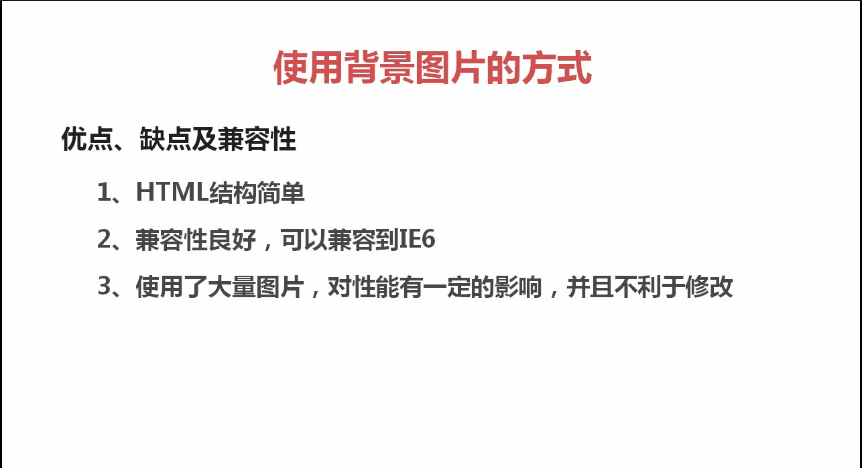 使用背景图片的方式
优点、缺点及兼容性
1、HTML结构简单
2、兼容性良好，可以兼容到IE6
3、使用了大量图片，对性能有一定的影响，并且不利于修改